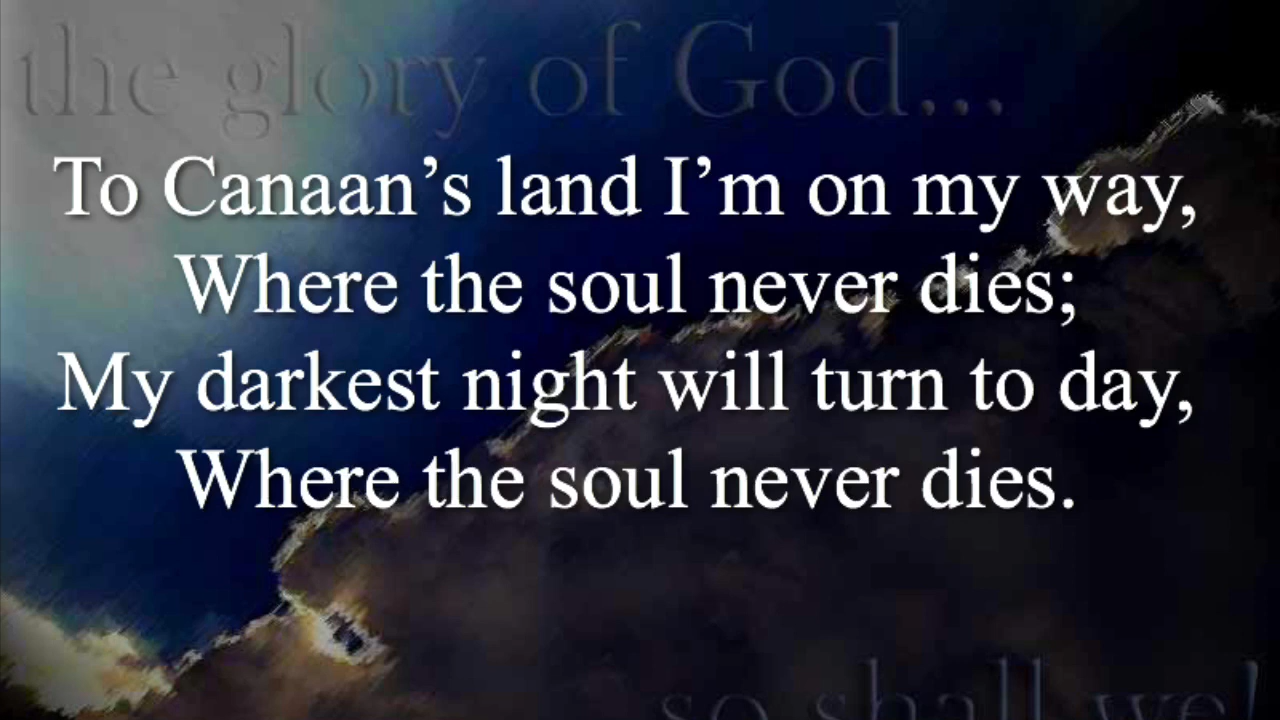 the glory of God...
To Canaan’s land I’m on my way,
Where the soul never dies;
My darkest night will turn to day,
Where the soul never dies.
so shall we!